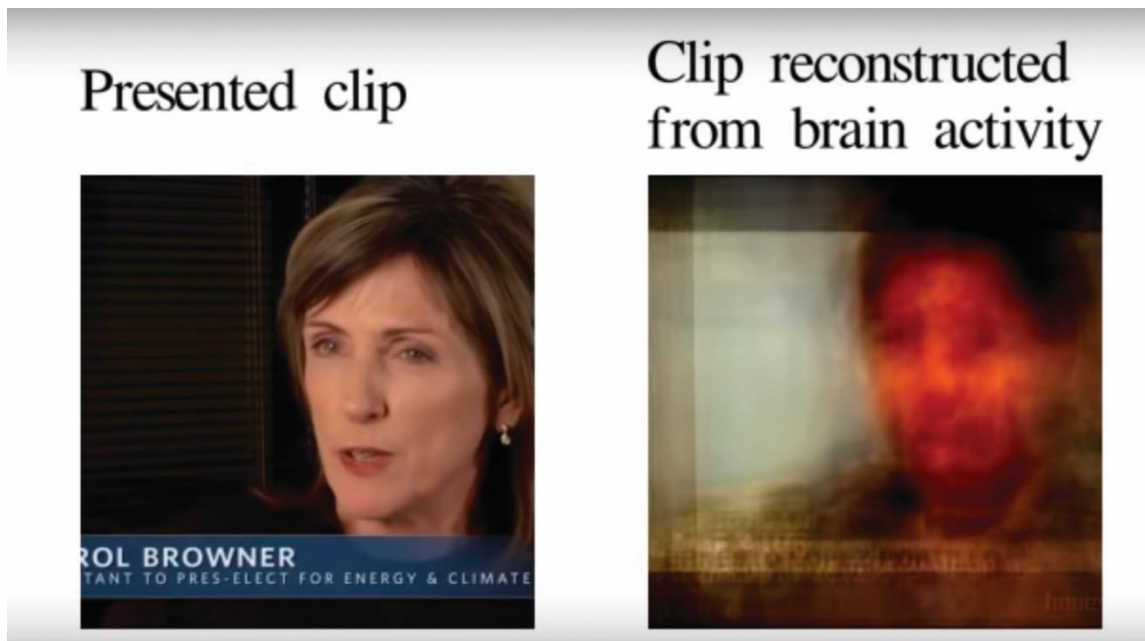 Presented clip
Clip reconstructed
from brain activity
ROL BROWNER
TANT TO PRES-ELECT FOR ENERGY & CLIMATE